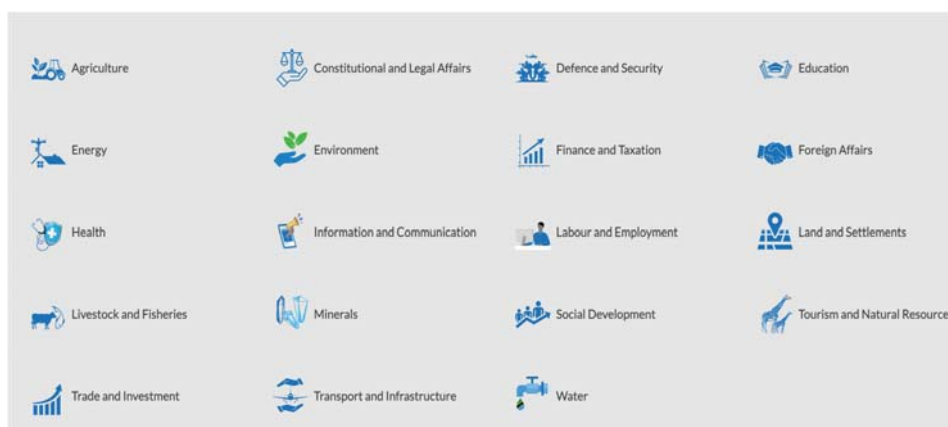 Agriculture
Constitutional and Legal Affairs
Defence and Security
Education
Energy
Environment
Finance and Taxation
Foreign Affairs
Health
Information and Communication
Labour and Employment
Land and Settlements
Livestock and Fisheries
Minerals
Social Development
Tourism and Natural Resource
Trade and Investment
Transport and Infrastructure
Water